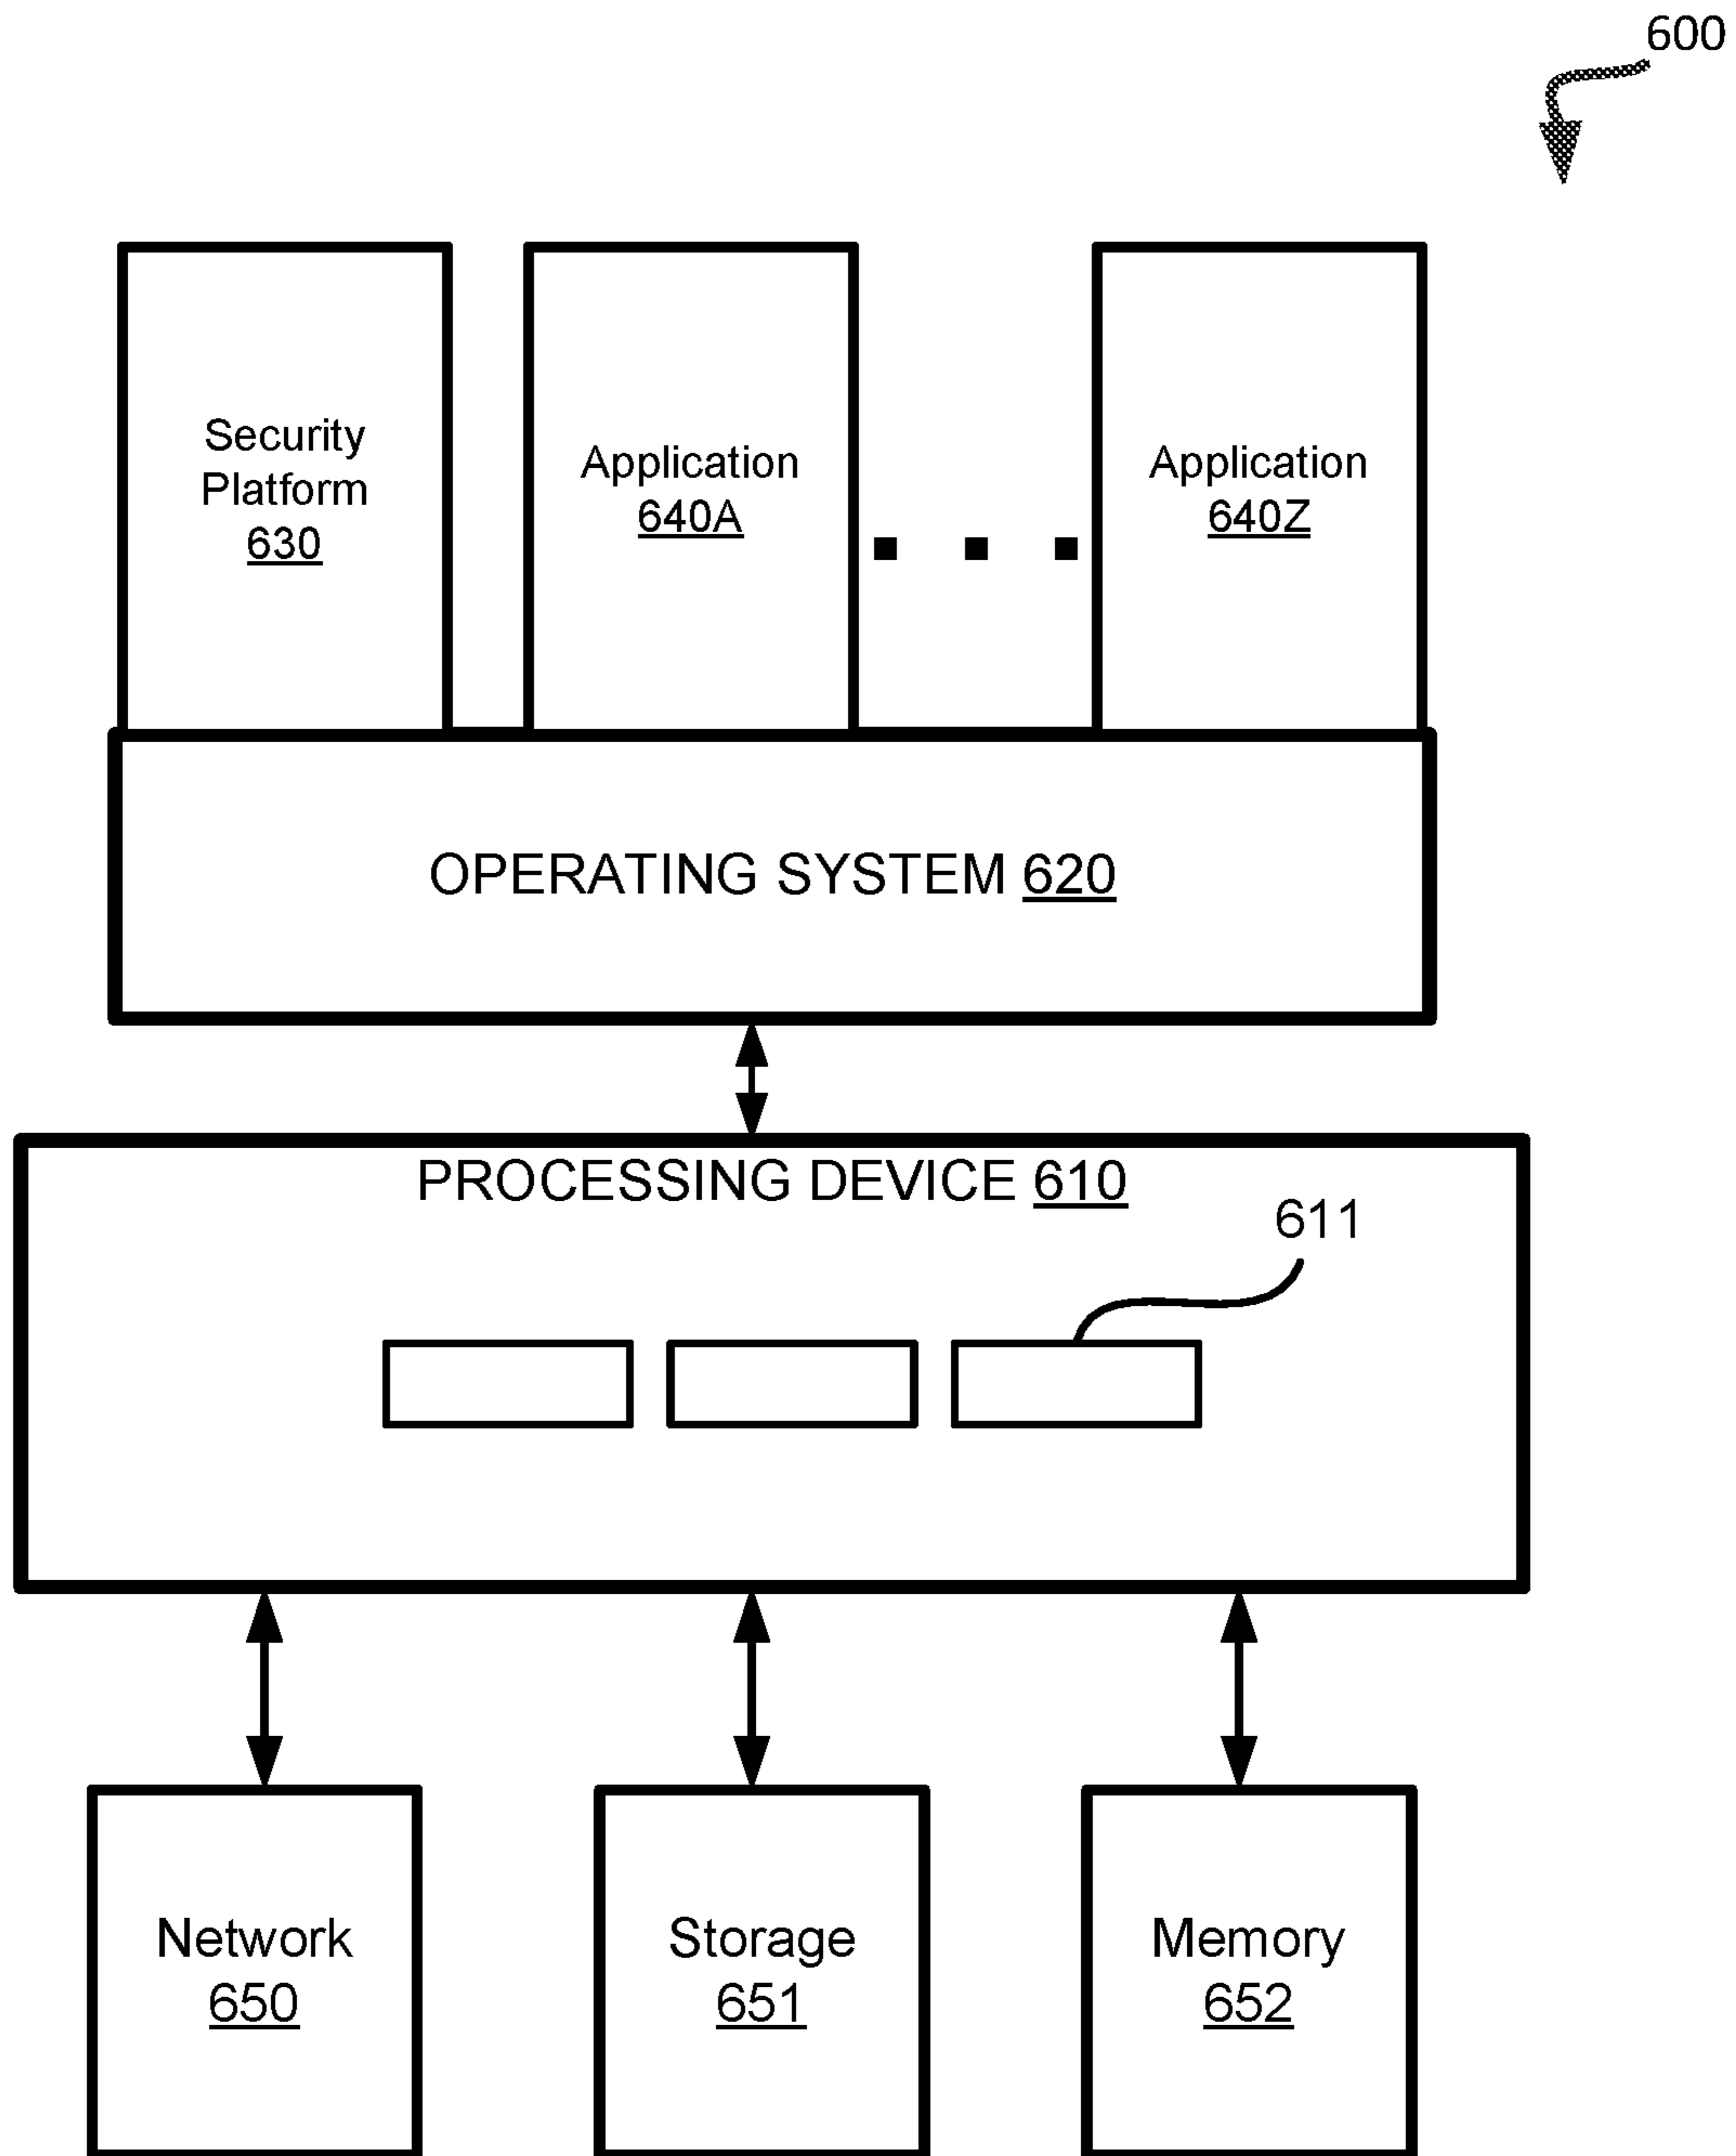 600
Security
Platform
630
Application
640A
Application
640Z
OPERATING SYSTEM 620
PROCESSING DEVICE 610
611
Network
650
Storage
651
Memory
652